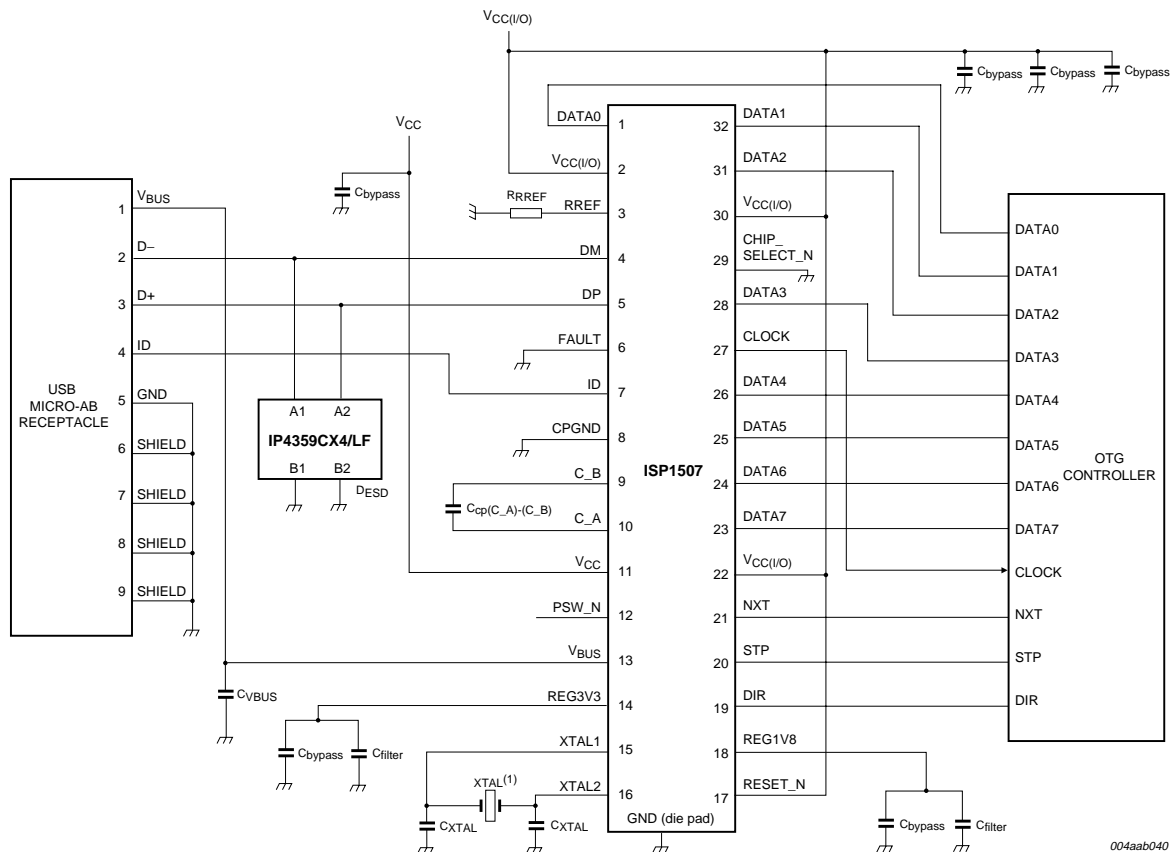 VCC(I/O)
Cbypass
Cbypass
Cbypass
VCC
Cbypass
USB
MICRO-AB
RECEPTACLE
1
VBUS
2
D−
3
D+
4
ID
5
GND
6
SHIELD
7
SHIELD
8
SHIELD
9
SHIELD
A1
A2
IP4359CX4/LF
B1
B2
DESD
CVBUS
Cbypass
Cfilter
RRREF
Ccp(C_A)-(C_B)
XTAL(1)
CXTAL
CXTAL
DATA0
1
VCC(I/O)
2
RREF
3
DM
4
DP
5
FAULT
6
ID
7
CPGND
8
C_B
9
C_A
10
VCC
11
PSW_N
12
VBUS
13
REG3V3
14
XTAL1
15
XTAL2
16
ISP1507
GND (die pad)
32
DATA1
31
DATA2
30
VCC(I/O)
29
CHIP_
SELECT_N
28
DATA3
27
CLOCK
26
DATA4
25
DATA5
24
DATA6
23
DATA7
22
VCC(I/O)
21
NXT
20
STP
19
DIR
18
REG1V8
17
RESET_N
Cbypass
Cfilter
DATA0
DATA1
DATA2
DATA3
DATA4
DATA5
DATA6
DATA7
CLOCK
NXT
STP
DIR
OTG
CONTROLLER
004aab040